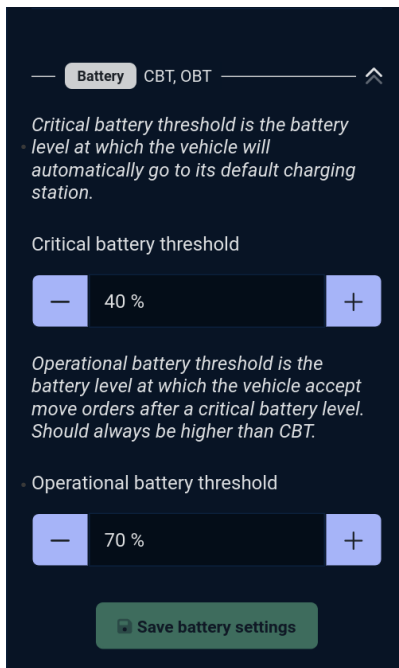 Battery CBT, OBT
Critical battery threshold is the battery
level at which the vehicle will
automatically go to its default charging
station.
Critical battery threshold
40 %
Operational battery threshold is the
battery level at which the vehicle accept
move orders after a critical battery level.
Should always be higher than CBT.
Operational battery threshold
70 %
Save battery settings